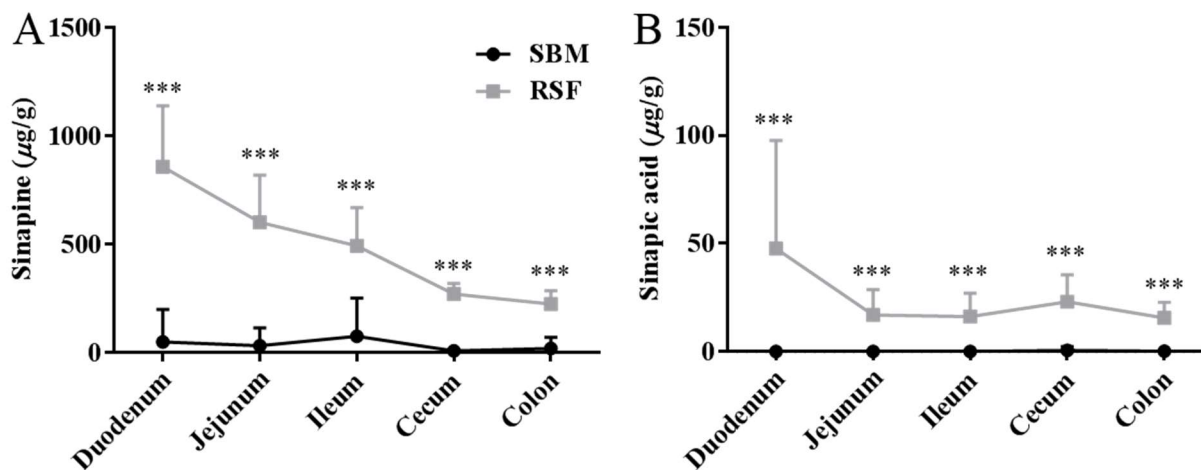 A
Sinapine (μg/g)
1500
1000
500
0
***
***
***
***
***
SBM
RSF
Duodenum
Jejunum
Ileum
Cecum
Colon
B
Sinapic acid (μg/g)
150
100
50
0
***
***
***
***
***
Duodenum
Jejunum
Ileum
Cecum
Colon